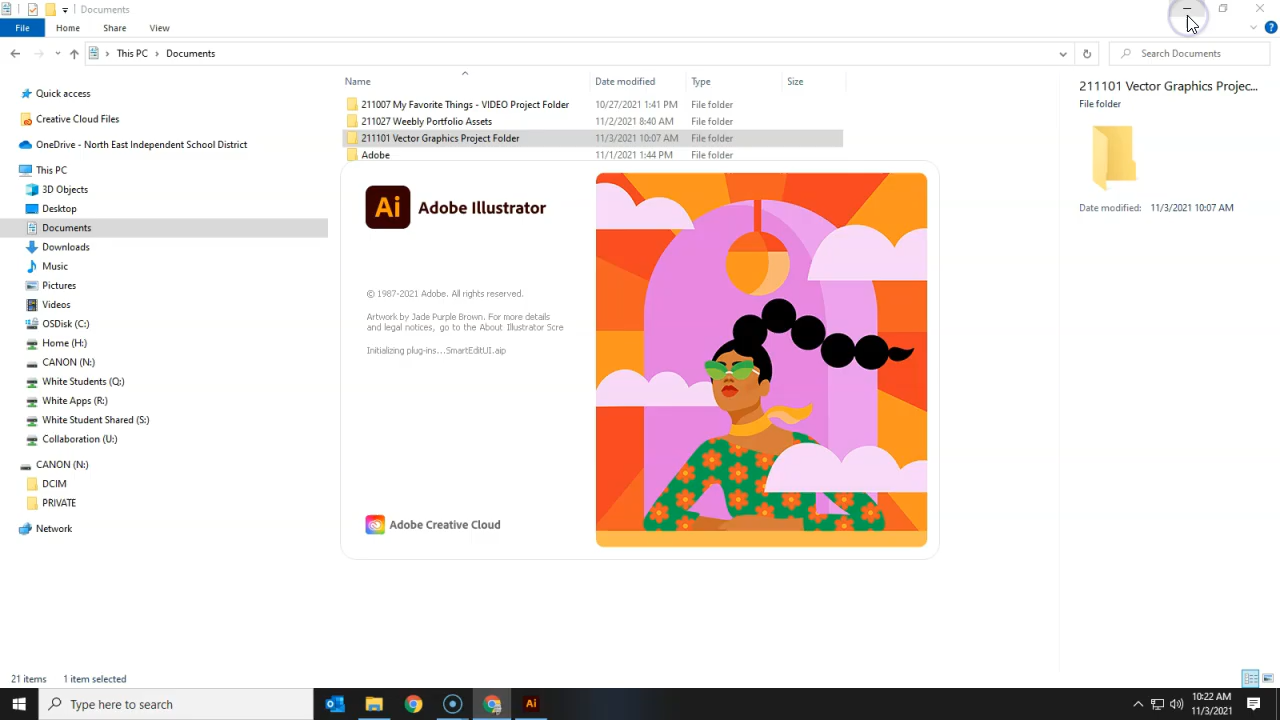 Documents
File
Home
Share
View
This PC
Documents
Search Documents
Name
Date modified
Type
Size
211007 My Favorite Things - VIDEO Project Folder
10/27/2021 1:41 PM
File folder
211027 Weebly Portfolio Assets
11/2/2021 8:40 AM
File folder
211101 Vector Graphics Project Folder
11/3/2021 10:07 AM
File folder
Adobe
11/1/2021 1:44 PM
File folder
Quick access
Creative Cloud Files
OneDrive - North East Independent School District
This PC
3D Objects
Desktop
Documents
Downloads
Music
Pictures
Videos
OSDisk (C:)
Home (H:)
CANON (N:)
White Students (Q:)
White Apps (R:)
White Student Shared (S:)
Collaboration (U:)
CANON (N:)
DCIM
PRIVATE
Network
Ai
Adobe Illustrator
© 1987-2021 Adobe. All rights reserved.
Artwork by Jade Purple Brown. For more details
and legal notices, go to the About Illustrator Scre
Initializing plug-ins...SmartEditUI.aip
Adobe Creative Cloud
211101 Vector Graphics Projec...
File folder
Date modified:
11/3/2021 10:07 AM
21 items
1 item selected
Type here to search
Ai
10:22 AM
11/3/2021